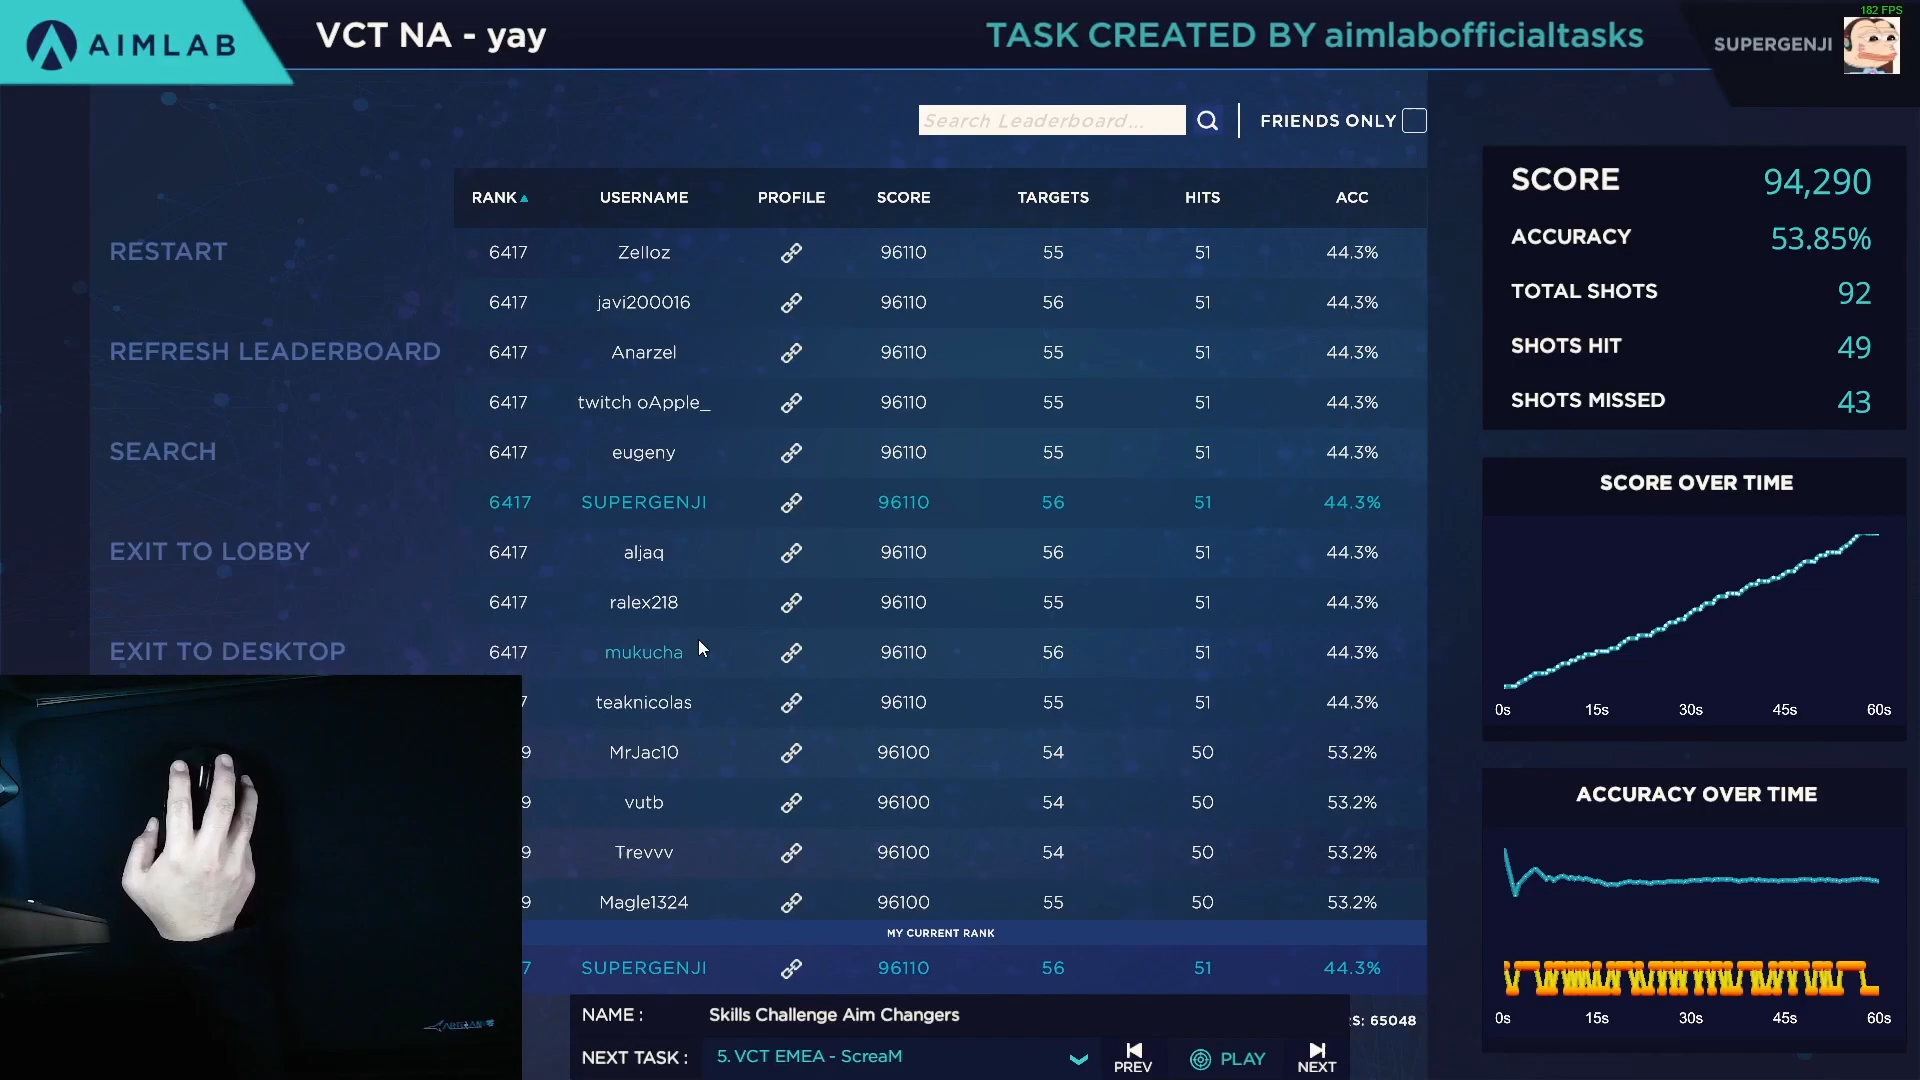 182 FPS
AIMLAB
VCT NA - yay
TASK CREATED BY aimlabofficialtasks
SUPERGENJI
Search Leaderboard...
FRIENDS ONLY
RANK USERNAME PROFILE SCORE TARGETS HITS ACC
6417 Zelloz 96110 55 51 44.3%
6417 javi200016 96110 56 51 44.3%
6417 Anarzel 96110 55 51 44.3%
6417 twitch oApple_ 96110 55 51 44.3%
6417 eugeny 96110 55 51 44.3%
6417 SUPERGENJI 96110 56 51 44.3%
6417 aljaq 96110 56 51 44.3%
6417 ralex218 96110 55 51 44.3%
6417 mukucha 96110 56 51 44.3%
7 teaknicolas 96110 55 51 44.3%
9 MrJac10 96100 54 50 53.2%
9 vutb 96100 54 50 53.2%
9 Trevvv 96100 54 50 53.2%
9 Magle1324 96100 55 50 53.2%
MY CURRENT RANK
7 SUPERGENJI 96110 56 51 44.3%
RESTART
REFRESH LEADERBOARD
SEARCH
EXIT TO LOBBY
EXIT TO DESKTOP
SCORE 94,290
ACCURACY 53.85%
TOTAL SHOTS 92
SHOTS HIT 49
SHOTS MISSED 43
SCORE OVER TIME
0s 15s 30s 45s 60s
ACCURACY OVER TIME
0s 15s 30s 45s 60s
NAME : Skills Challenge Aim Changers
S: 65048
NEXT TASK : 5. VCT EMEA - ScreaM
PREV
PLAY
NEXT